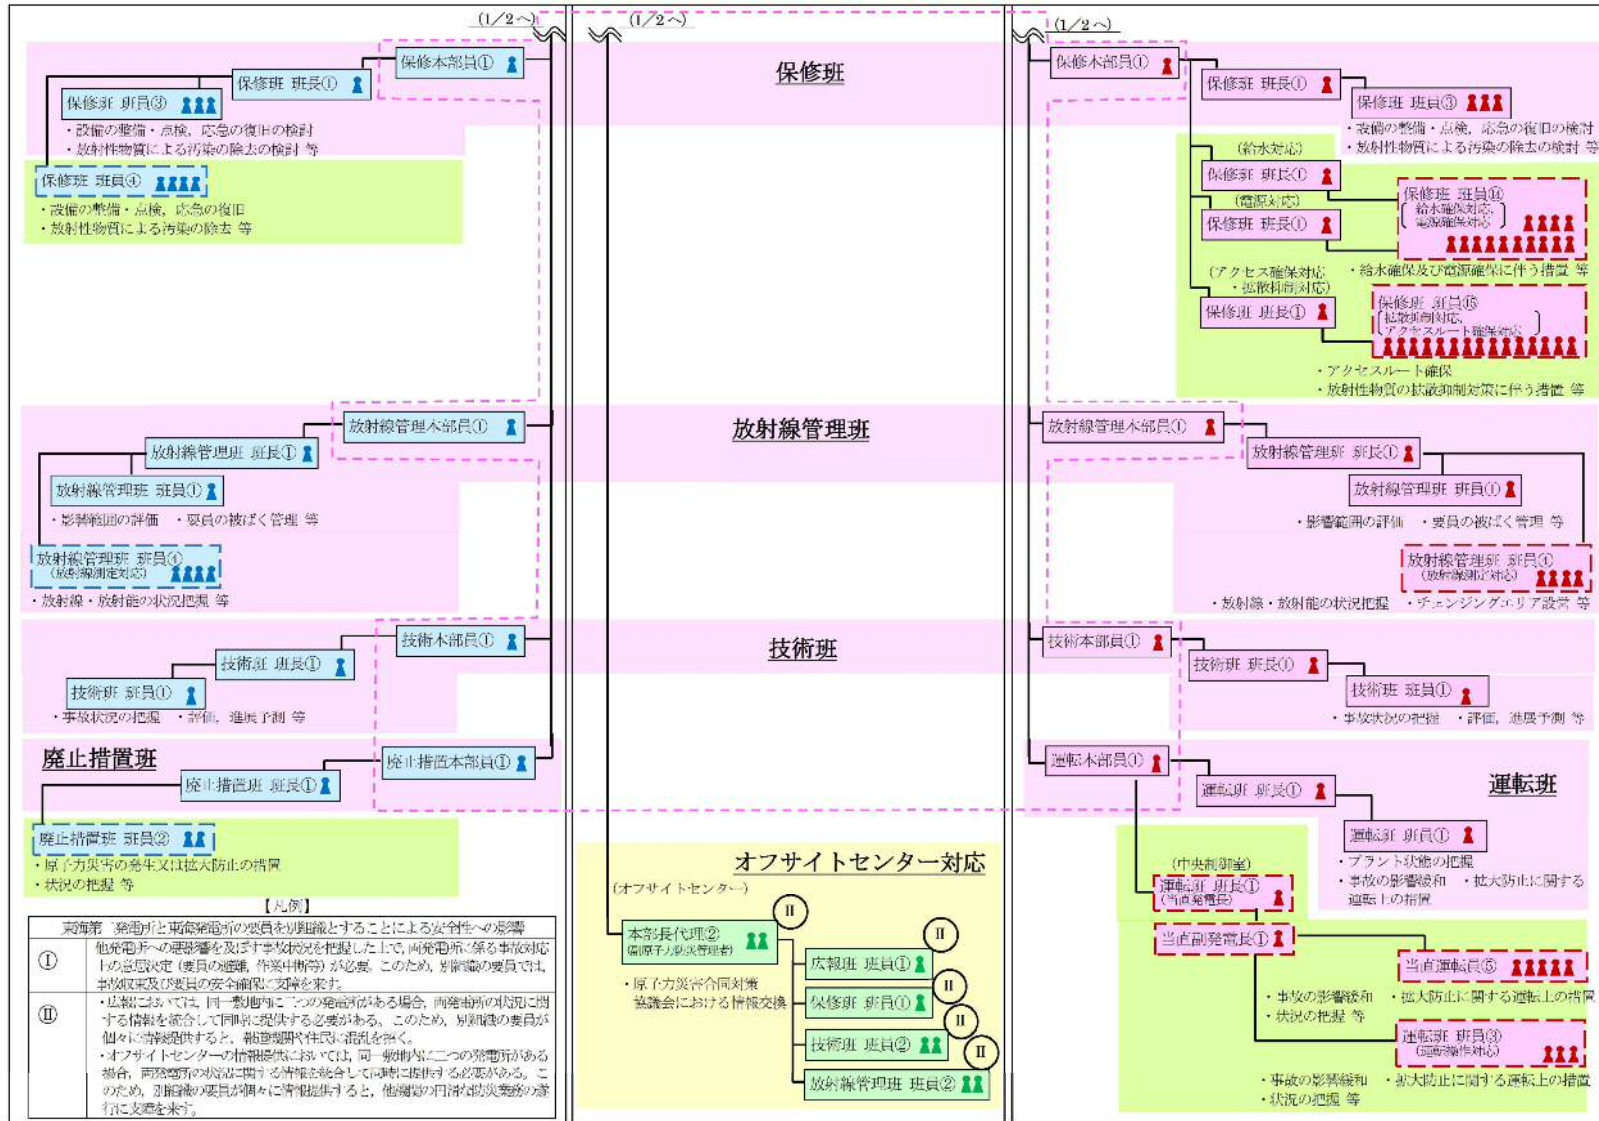 (1/2へ)
(1/2へ)
(1/2へ)
保修班
保修本部員①
保修班 班長①
保修班 班員③
・設備の整備・点検，応急の復旧の検討
・放射性物質による汚染の除去の検討 等
保修班 班員④
・設備の整備・点検，応急の復旧
・放射性物質による汚染の除去 等
保修本部員①
保修班 班長①
保修班 班員③
・設備の整備・点検，応急の復旧の検討
・放射性物質による汚染の除去の検討 等
(給水対応)
保修班 班長①
(電源対応)
保修班 班長①
保修班 班員⑭
給水確保対応，
電源確保対応
・給水確保及び電源確保に伴う措置 等
(アクセス確保対応
・拡散抑制対応)
保修班 班長①
保修班 班員⑮
拡散抑制対応，
アクセスルート確保対応
・アクセスルート確保
・放射性物質の拡散抑制対策に伴う措置 等
放射線管理班
放射線管理本部員①
放射線管理班 班長①
放射線管理班 班員①
・影響範囲の評価 ・要員の被ばく管理 等
放射線管理班 班員④
(放射線測定対応)
・放射線・放射能の状況把握 等
放射線管理本部員①
放射線管理班 班長①
放射線管理班 班員①
・影響範囲の評価 ・要員の被ばく管理 等
放射線管理班 班員④
(放射線測定対応)
・放射線・放射能の状況把握 ・チェンジングエリア設営 等
技術班
技術本部員①
技術班 班長①
技術班 班員①
・事故状況の把握 ・評価，進展予測 等
技術本部員①
技術班 班長①
技術班 班員①
・事故状況の把握 ・評価，進展予測 等
廃止措置班
廃止措置本部員①
廃止措置班 班長①
廃止措置班 班員②
・原子力災害の発生又は拡大防止の措置
・状況の把握 等
運転班
運転本部員①
運転班 班長①
運転班 班員①
・プラント状態の把握
・事故の影響緩和 ・拡大防止に関する
運転上の措置
(中央制御室)
運転班 班長①
(当直発電長)
当直副発電長①
当直運転員⑤
・事故の影響緩和 ・拡大防止に関する運転上の措置
・状況の把握 等
運転班 班員③
(運転操作対応)
・事故の影響緩和 ・拡大防止に関する運転上の措置
・状況の把握 等
オフサイトセンター対応
(オフサイトセンター)
本部長代理②
(副原子力防災管理者)
Ⅱ
・原子力災害合同対策
協議会における情報交換
広報班 班員①
Ⅱ
保修班 班員①
Ⅱ
技術班 班員②
Ⅱ
放射線管理班 班員②
Ⅱ
【凡例】
東海第二発電所と東海発電所の要員を別組織とすることによる安全性への影響
Ⅰ
他発電所への悪影響を及ぼす事故状況を把握した上で，両発電所に係る事故対応
上の意思決定（要員の避難，作業中断等）が必要。このため，別組織の要員では，
事故収束及び要員の安全確保に支障を来す。
Ⅱ
・広報においては，同一敷地内に二つの発電所がある場合，両発電所の状況に関
する情報を統合して同時に提供する必要がある。このため，別組織の要員が
個々に情報提供すると，報道機関や住民に混乱を招く。
・オフサイトセンターの情報提供においては，同一敷地内に二つの発電所がある
場合，両発電所の状況に関する情報を統合して同時に提供する必要がある。こ
のため，別組織の要員が個々に情報提供すると，他機関の円滑な防災業務の遂
行に支障を来す。